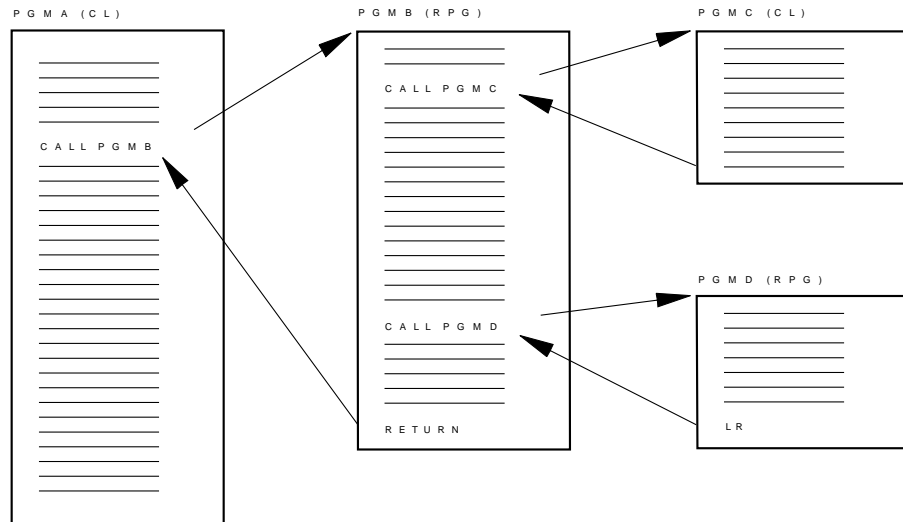 PGMA (CL)
CALL PGMB
PGMB (RPG)
CALL PGMC
CALL PGMD
RETURN
PGMC (CL)
PGMD (RPG)
LR